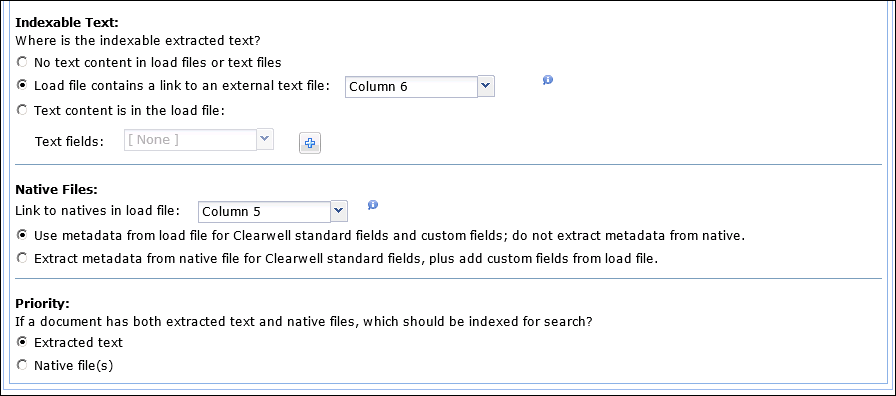 Indexable Text:
Where is the indexable extracted text?
No text content in load files or text files
Load file contains a link to an external text file: Column 6
Text content is in the load file:
Text fields: [ None ]
Native Files:
Link to natives in load file: Column 5
Use metadata from load file for Clearwell standard fields and custom fields; do not extract metadata from native.
Extract metadata from native file for Clearwell standard fields, plus add custom fields from load file.
Priority:
If a document has both extracted text and native files, which should be indexed for search?
Extracted text
Native file(s)